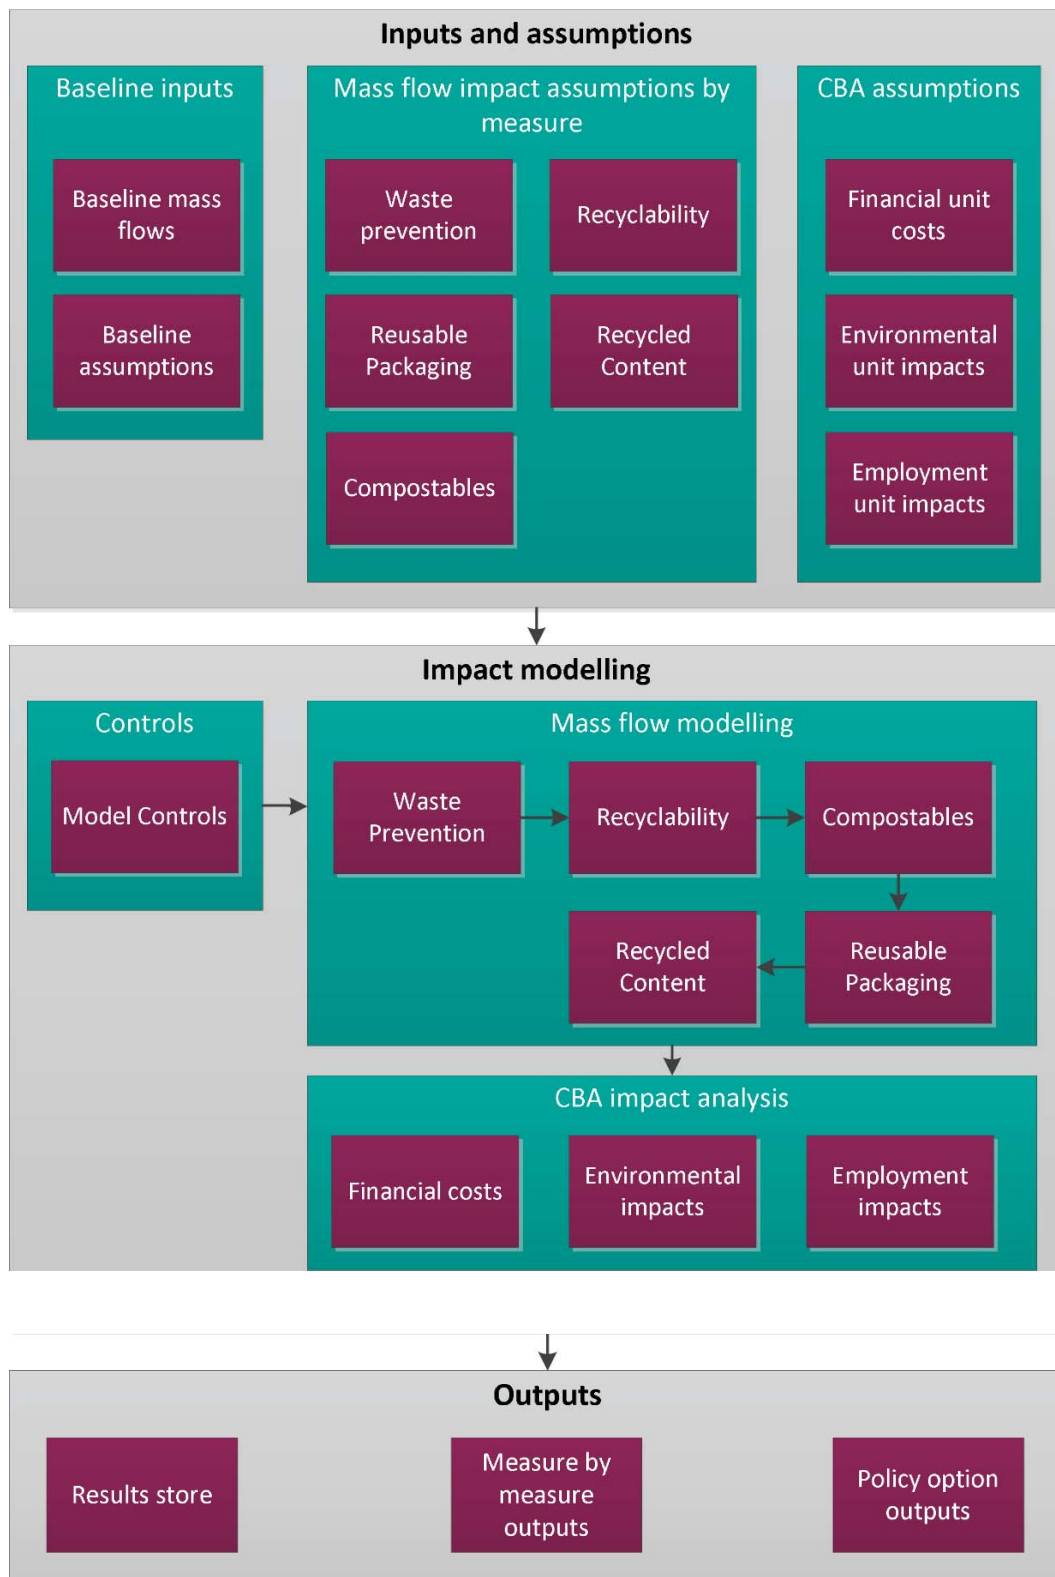 Inputs and assumptions
Baseline inputs
Baseline mass
flows
Baseline
assumptions
Mass flow impact assumptions by
measure
Waste
prevention
Recyclability
Reusable
Packaging
Recycled
Content
Compostables
CBA assumptions
Financial unit
costs
Environmental
unit impacts
Employment
unit impacts
Impact modelling
Controls
Model Controls
Mass flow modelling
Waste
Prevention
Recyclability
Compostables
Recycled
Content
Reusable
Packaging
CBA impact analysis
Financial costs
Environmental
impacts
Employment
impacts
Outputs
Results store
Measure by
measure
outputs
Policy option
outputs